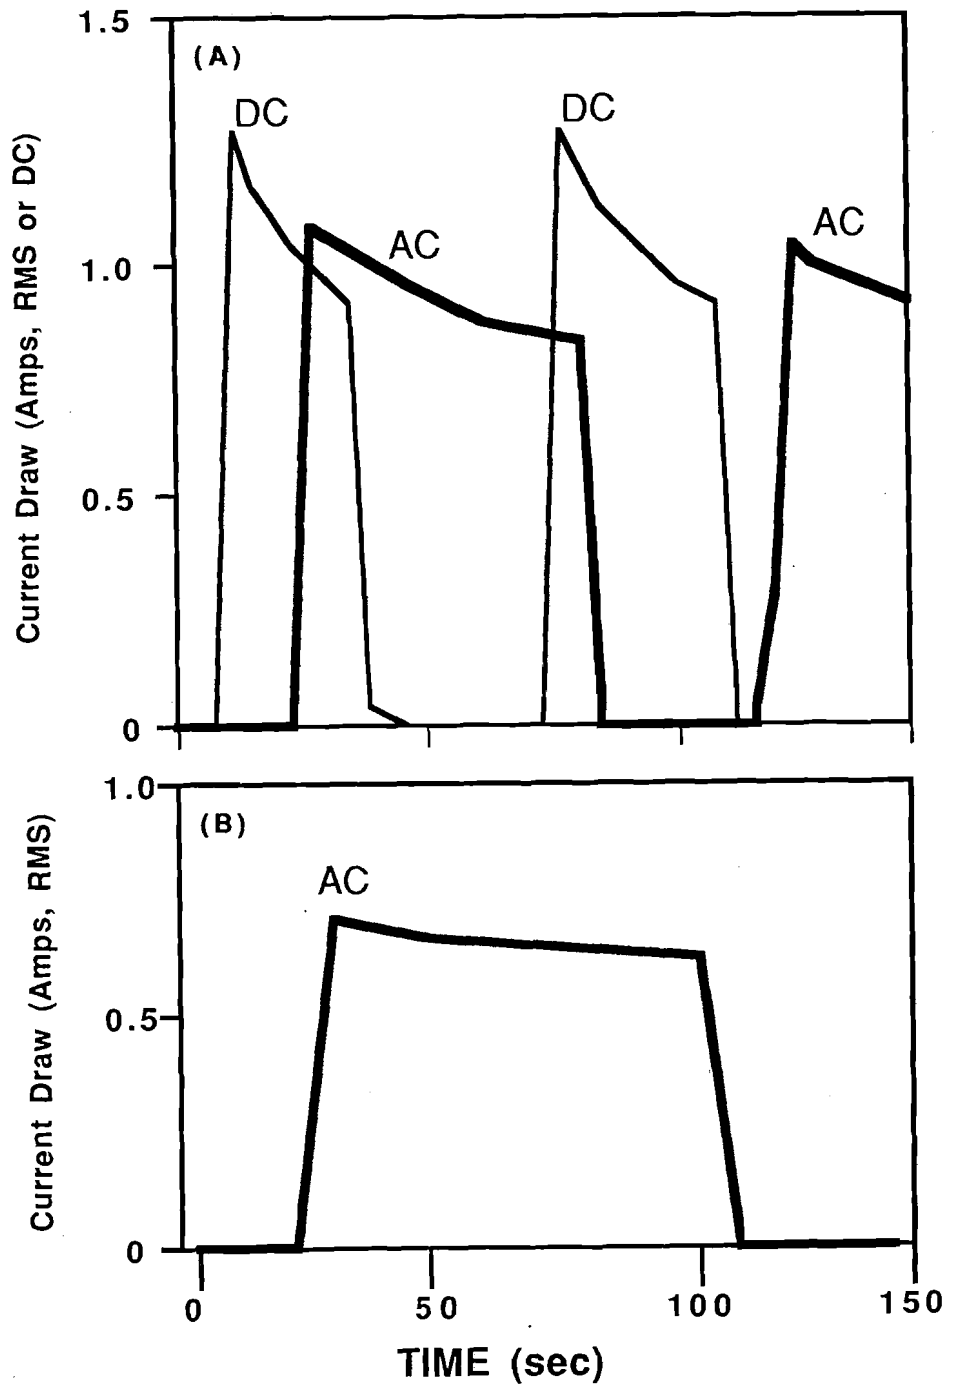 1.5
(A)
DC
DC
AC
AC
1.0
0.5
0
Current Draw (Amps, RMS or DC)
1.0
(B)
AC
0.5
0
Current Draw (Amps, RMS)
0 50 100 150
TIME (sec)